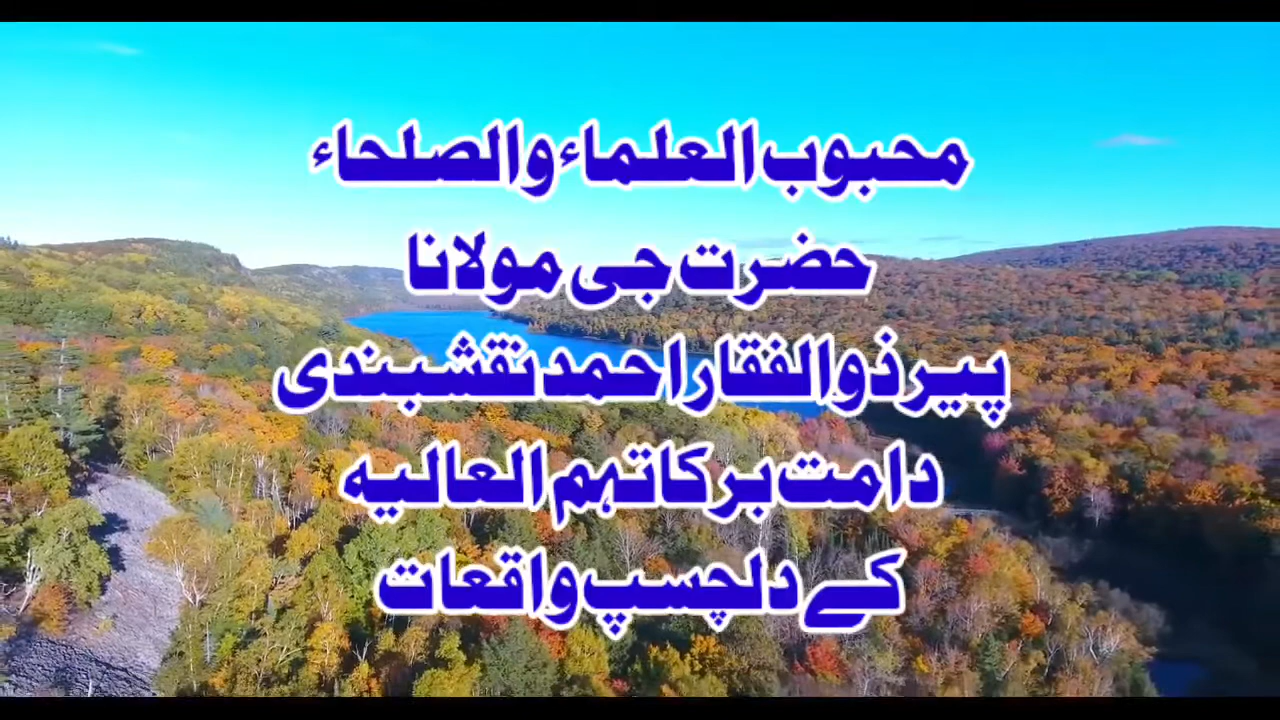 محبوب العلماء والصلحاء
حضرت جی مولانا
پیر ذوالفقار احمد نقشبندی
دامت برکاتہم العالیہ
کے دلچسپ واقعات